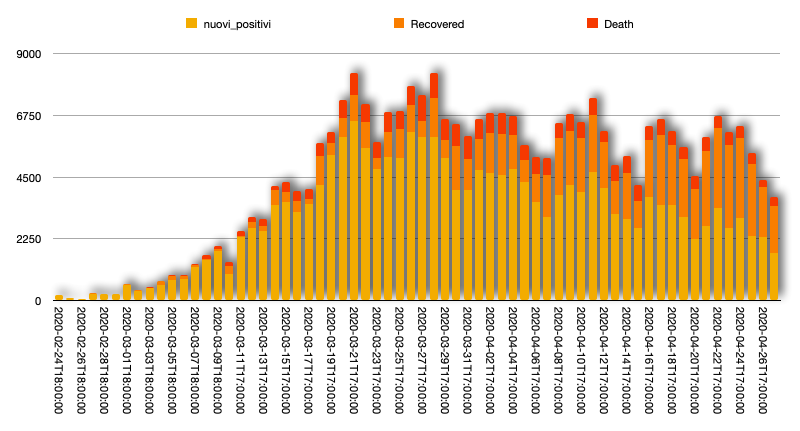 nuovi_positivi
Recovered
Death
9000
6750
4500
2250
0
2020-02-24T18:00:00
2020-02-26T18:00:00
2020-02-28T18:00:00
2020-03-01T18:00:00
2020-03-03T18:00:00
2020-03-05T18:00:00
2020-03-07T18:00:00
2020-03-09T18:00:00
2020-03-11T17:00:00
2020-03-13T17:00:00
2020-03-15T17:00:00
2020-03-17T17:00:00
2020-03-19T17:00:00
2020-03-21T17:00:00
2020-03-23T17:00:00
2020-03-25T17:00:00
2020-03-27T17:00:00
2020-03-29T17:00:00
2020-03-31T17:00:00
2020-04-02T17:00:00
2020-04-04T17:00:00
2020-04-06T17:00:00
2020-04-08T17:00:00
2020-04-10T17:00:00
2020-04-12T17:00:00
2020-04-14T17:00:00
2020-04-16T17:00:00
2020-04-18T17:00:00
2020-04-20T17:00:00
2020-04-22T17:00:00
2020-04-24T17:00:00
2020-04-26T17:00:00